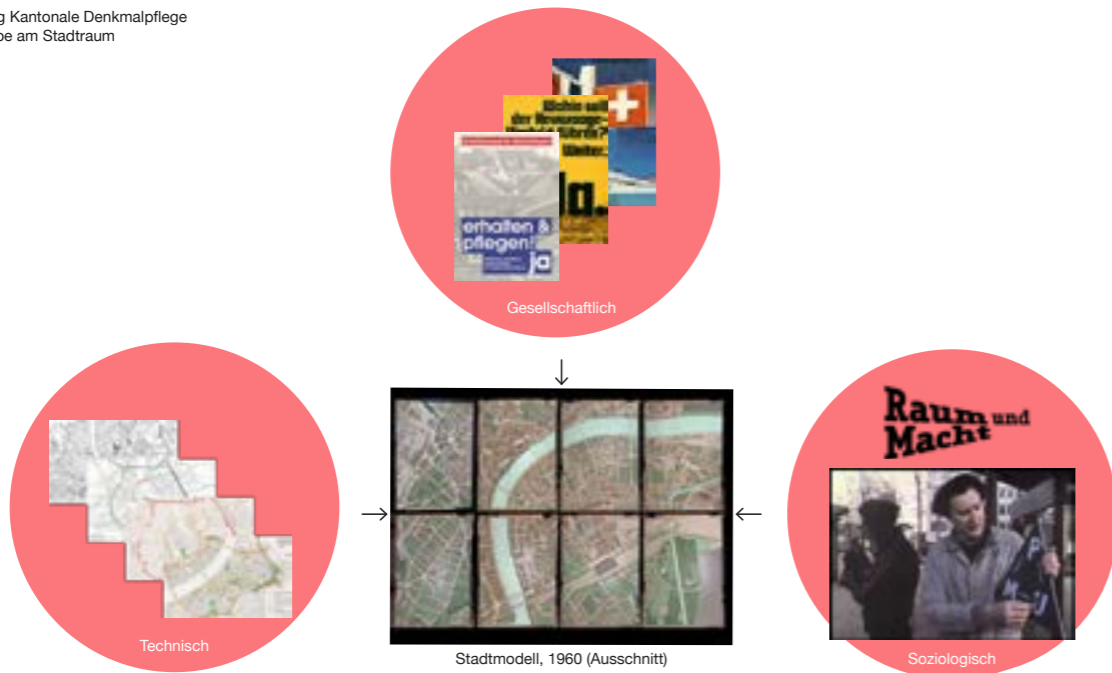 g Kantonale Denkmalpflege
be am Stadtraum
Wohin soll
der
führen?
Weiter.
Ja.
erhalten &
pflegen!
ja
Gesellschaftlich
Raum und
Macht
Technisch
Stadtmodell, 1960 (Ausschnitt)
Soziologisch